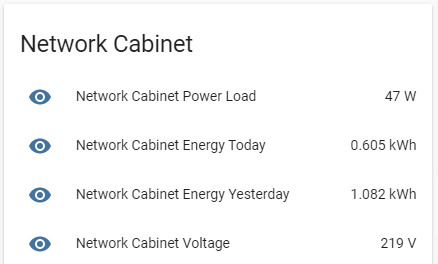 Network Cabinet
Network Cabinet Power Load 47 W
Network Cabinet Energy Today 0.605 kWh
Network Cabinet Energy Yesterday 1.082 kWh
Network Cabinet Voltage 219 V